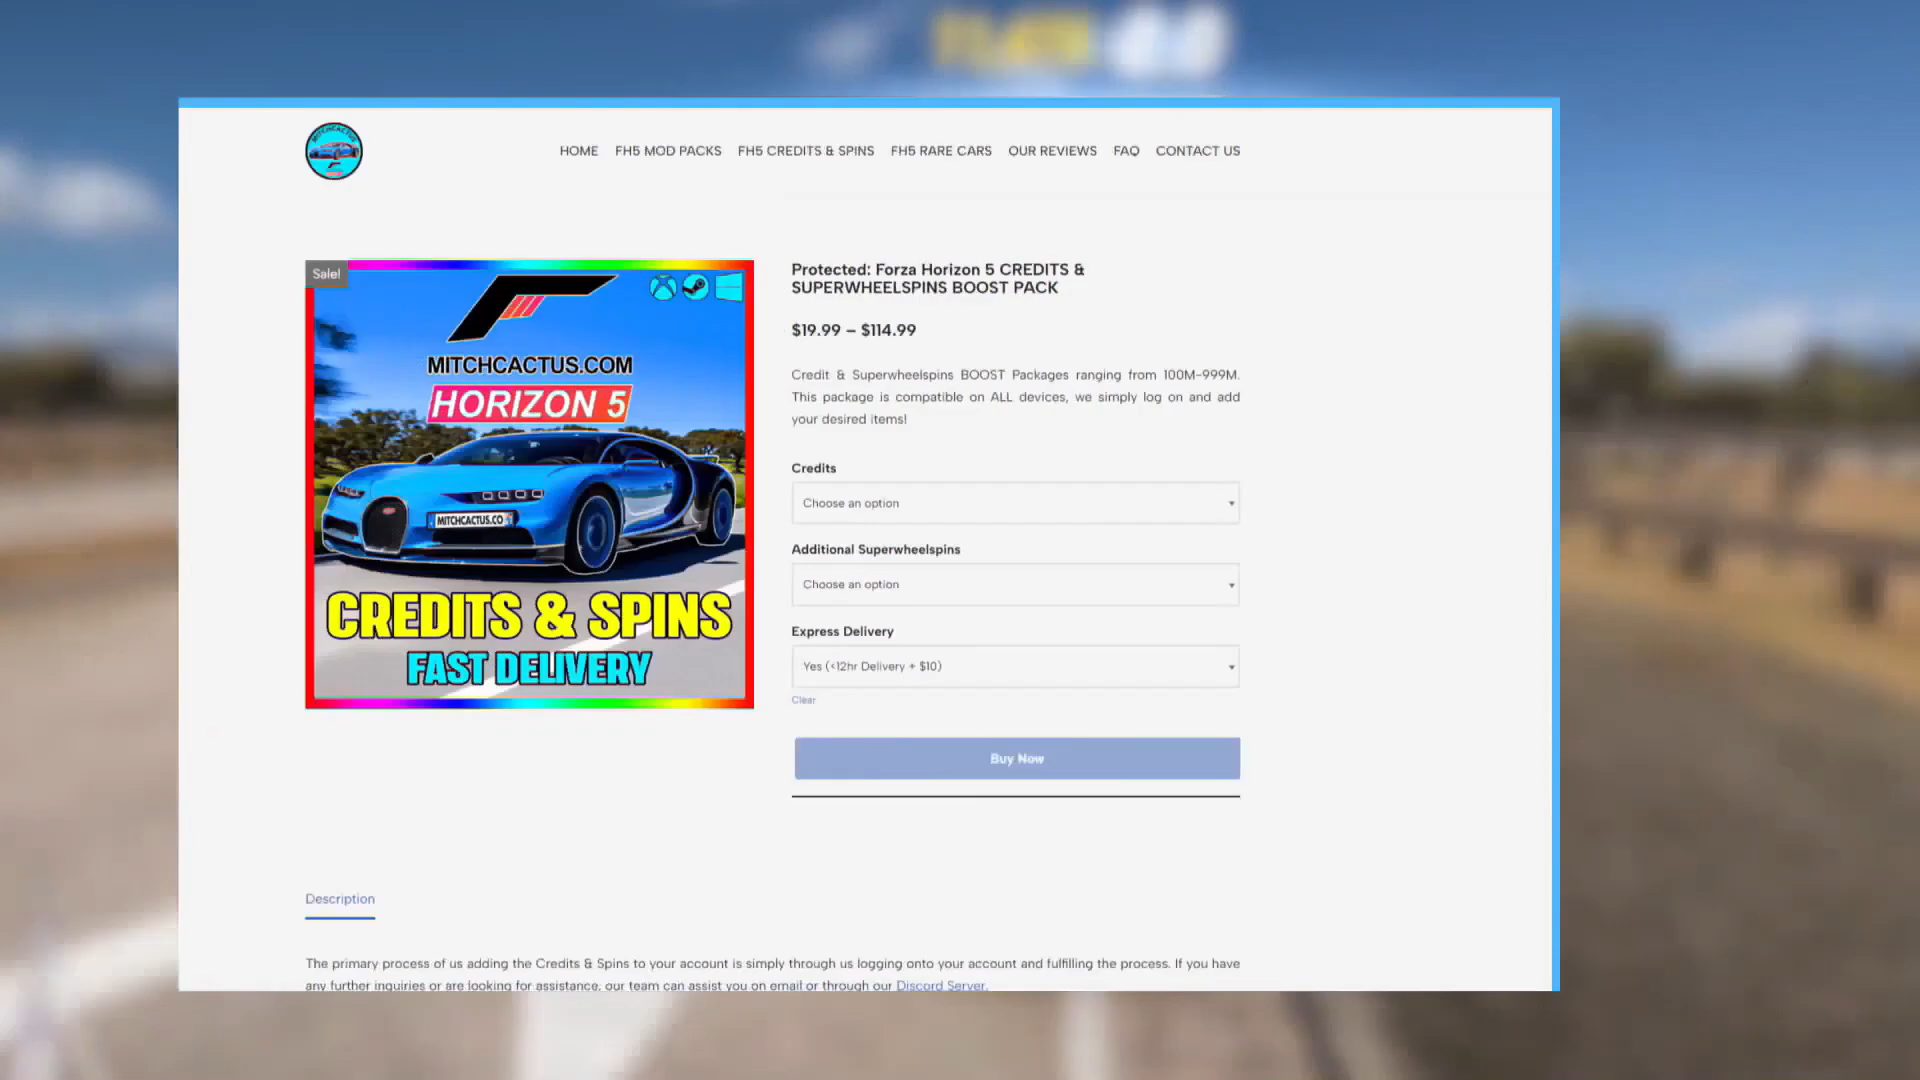 MITCHCACTUS
HOME FH5 MOD PACKS FH5 CREDITS & SPINS FH5 RARE CARS OUR REVIEWS FAQ CONTACT US
Sale!
MITCHCACTUS.COM
HORIZON 5
MITCHCACTUS.CO
CREDITS & SPINS
FAST DELIVERY
Protected: Forza Horizon 5 CREDITS &
SUPERWHEELSPINS BOOST PACK
$19.99 – $114.99
Credit & Superwheelspins BOOST Packages ranging from 100M-999M.
This package is compatible on ALL devices, we simply log on and add
your desired items!
Credits
Choose an option
Additional Superwheelspins
Choose an option
Express Delivery
Yes (<12hr Delivery + $10)
Clear
Buy Now
Description
The primary process of us adding the Credits & Spins to your account is simply through us logging onto your account and fulfilling the process. If you have
any further inquiries or are looking for assistance, our team can assist you on email or through our Discord Server.